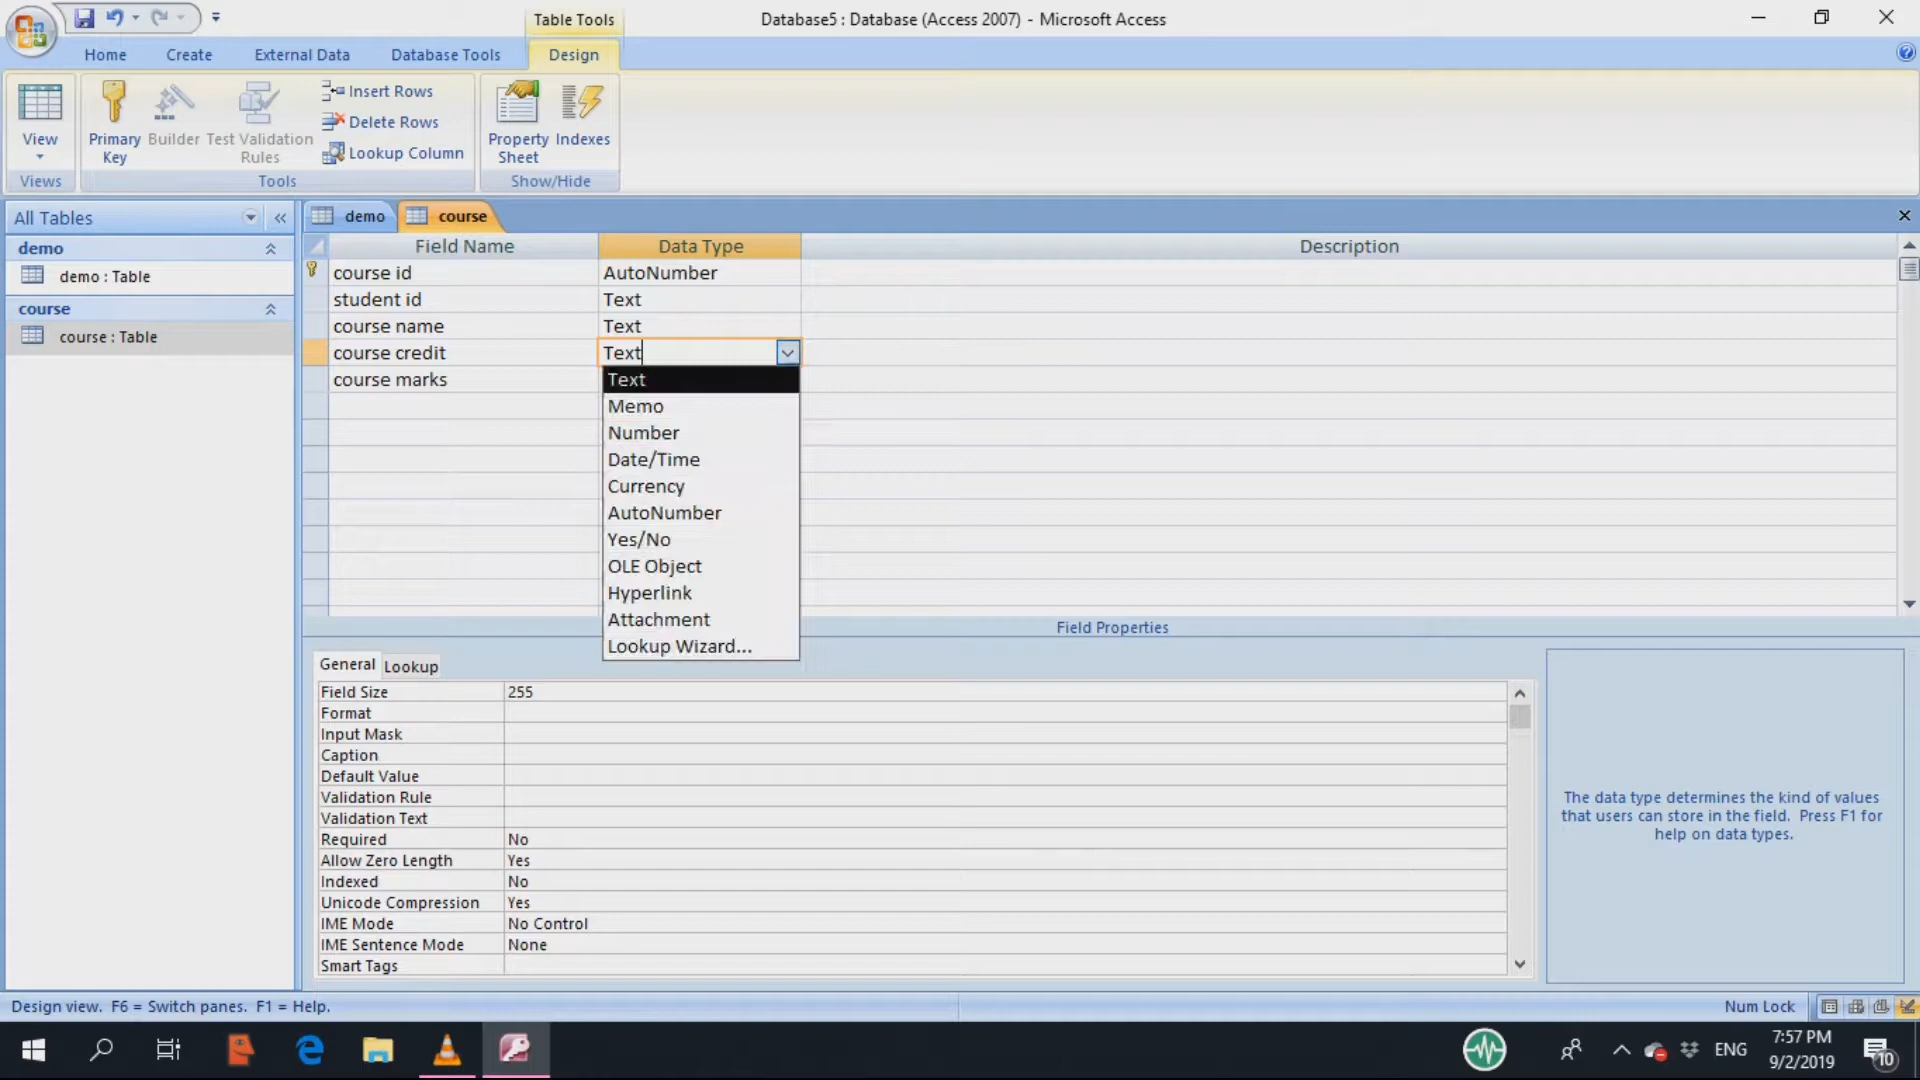 Table Tools
Database5 : Database (Access 2007) - Microsoft Access
Home
Create
External Data
Database Tools
Design
View
Primary Key
Builder
Test Validation Rules
Insert Rows
Delete Rows
Lookup Column
Property Sheet
Indexes
Views
Tools
Show/Hide
All Tables
demo
demo : Table
course
course : Table
demo
course
Field Name
Data Type
Description
course id
AutoNumber
student id
Text
course name
Text
course credit
Text
course marks
Text
Memo
Number
Date/Time
Currency
AutoNumber
Yes/No
OLE Object
Hyperlink
Attachment
Lookup Wizard...
Field Properties
General
Lookup
Field Size
255
Format
Input Mask
Caption
Default Value
Validation Rule
Validation Text
Required
No
Allow Zero Length
Yes
Indexed
No
Unicode Compression
Yes
IME Mode
No Control
IME Sentence Mode
None
Smart Tags
The data type determines the kind of values
that users can store in the field. Press F1 for
help on data types.
Design view. F6 = Switch panes. F1 = Help.
Num Lock
ENG
7:57 PM
9/2/2019
10